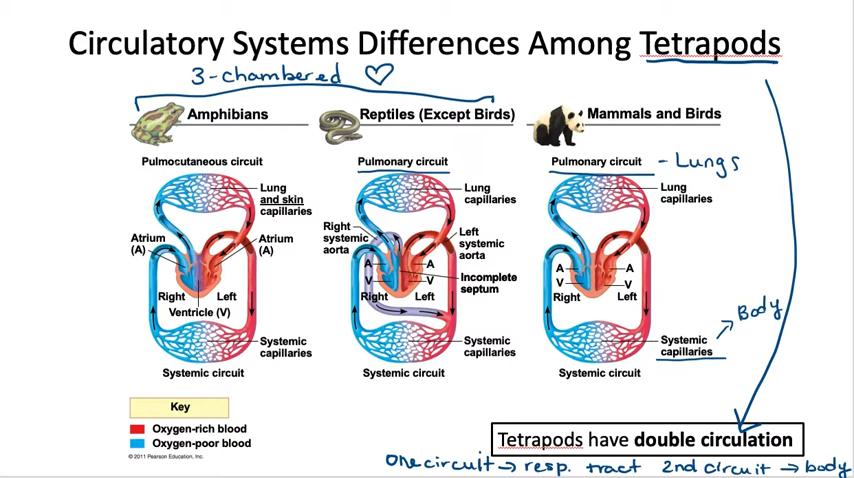 Circulatory Systems Differences Among Tetrapods
3-chambered ♡
Amphibians
Pulmocutaneous circuit
Lung
and skin
capillaries
Atrium
(A)
Atrium
(A)
Right
Left
Ventricle (V)
Systemic
capillaries
Systemic circuit
Reptiles (Except Birds)
Pulmonary circuit
Lung
capillaries
Right
systemic
aorta
Left
systemic
aorta
A
A
V
V
Incomplete
septum
Right
Left
Systemic
capillaries
Systemic circuit
Mammals and Birds
Pulmonary circuit - Lungs
Lung
capillaries
A
A
V
V
Right
Left
Systemic
capillaries
Body
Systemic circuit
Key
Oxygen-rich blood
Oxygen-poor blood
© 2011 Pearson Education, Inc.
Tetrapods have double circulation
One circuit → resp. tract 2nd circuit → body